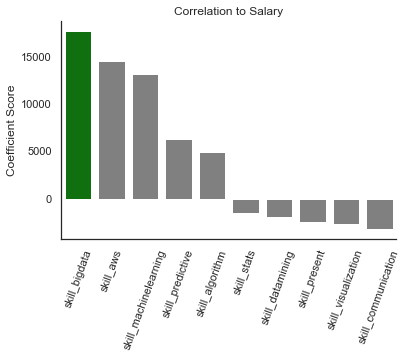 Correlation to Salary
Coefficient Score
15000
10000
5000
0
skill_bigdata
skill_aws
skill_machinelearning
skill_predictive
skill_algorithm
skill_stats
skill_datamining
skill_present
skill_visualization
skill_communication